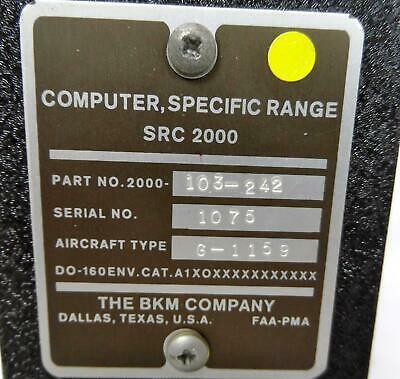 COMPUTER, SPECIFIC RANGE
SRC 2000
PART NO. 2000- 103-242
SERIAL NO. 1075
AIRCRAFT TYPE G-1159
DO-160ENV.CAT.A1XOXXXXXXXXXXX
THE BKM COMPANY
DALLAS, TEXAS, U.S.A. FAA-PMA